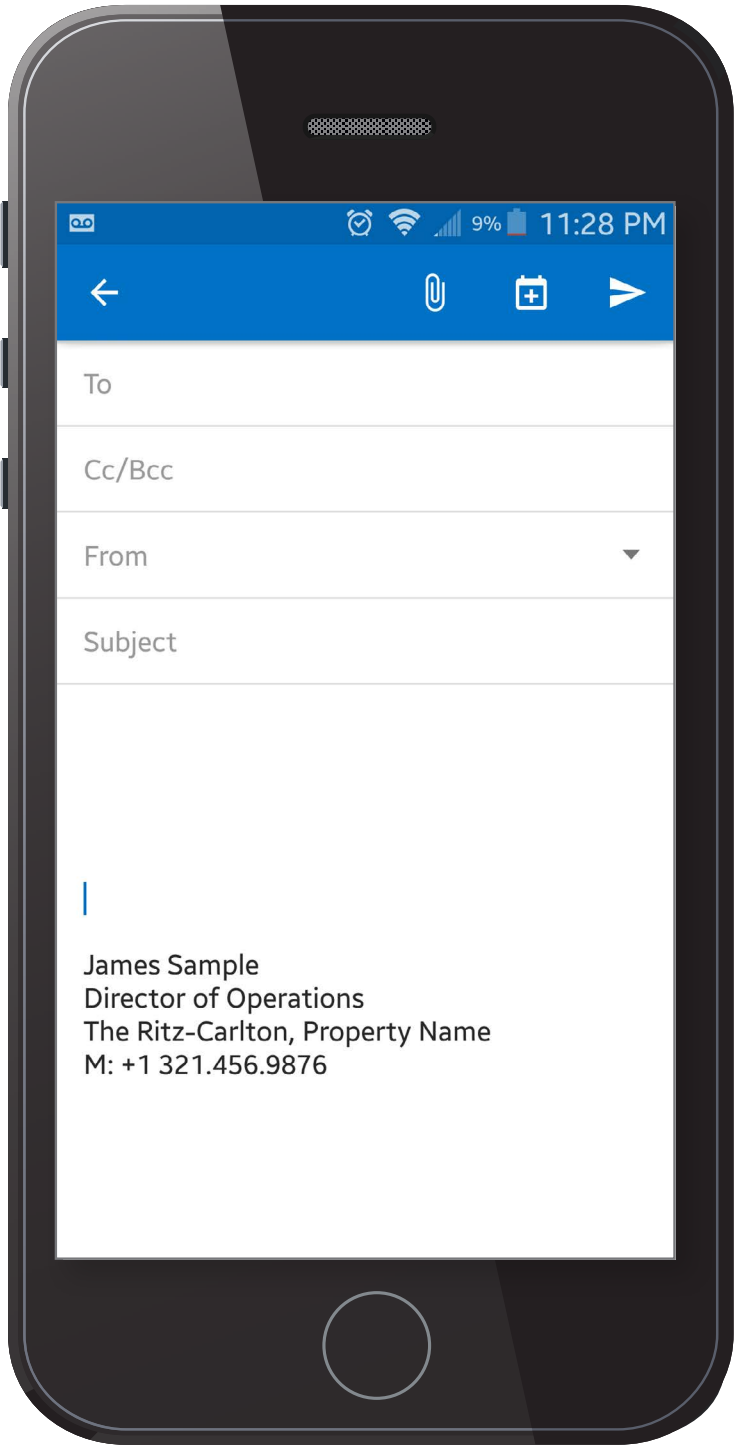 9% 11:28 PM
To
Cc/Bcc
From
Subject
James Sample
Director of Operations
The Ritz-Carlton, Property Name
M: +1 321.456.9876